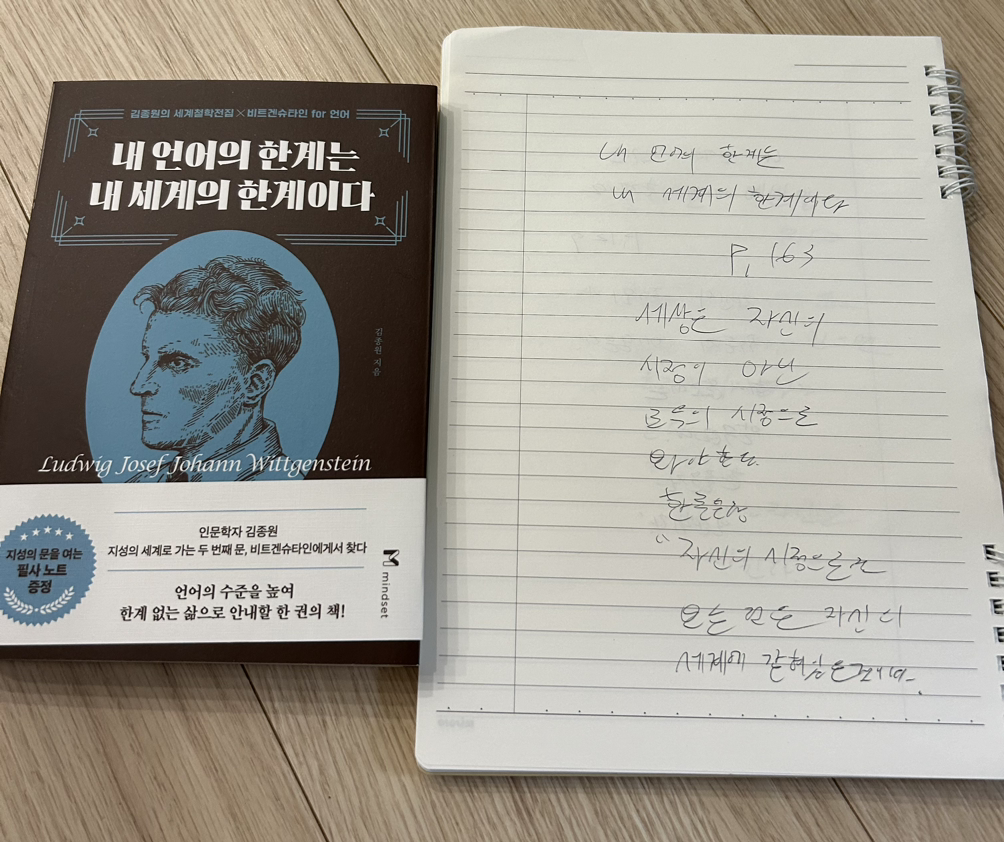 김종원의 세계철학전집×비트겐슈타인 for 언어
내 언어의 한계는
내 세계의 한계이다
김종원 지음
Ludwig Josef Johann Wittgenstein
지성의 문을 여는
필사 노트
증정
인문학자 김종원
지성의 세계로 가는 두 번째 문, 비트겐슈타인에게서 찾다
언어의 수준을 높여
한계 없는 삶으로 안내할 한 권의 책!
mindset
내 언어의 한계는
내 세계의 한계이다
P, 163
세상은 자신의
시점이 아닌
모두의 시점으로
봐야 한다.
"자신의 시점으로만
보는 것은 자신의
세계에 갇혀있는 것이다.